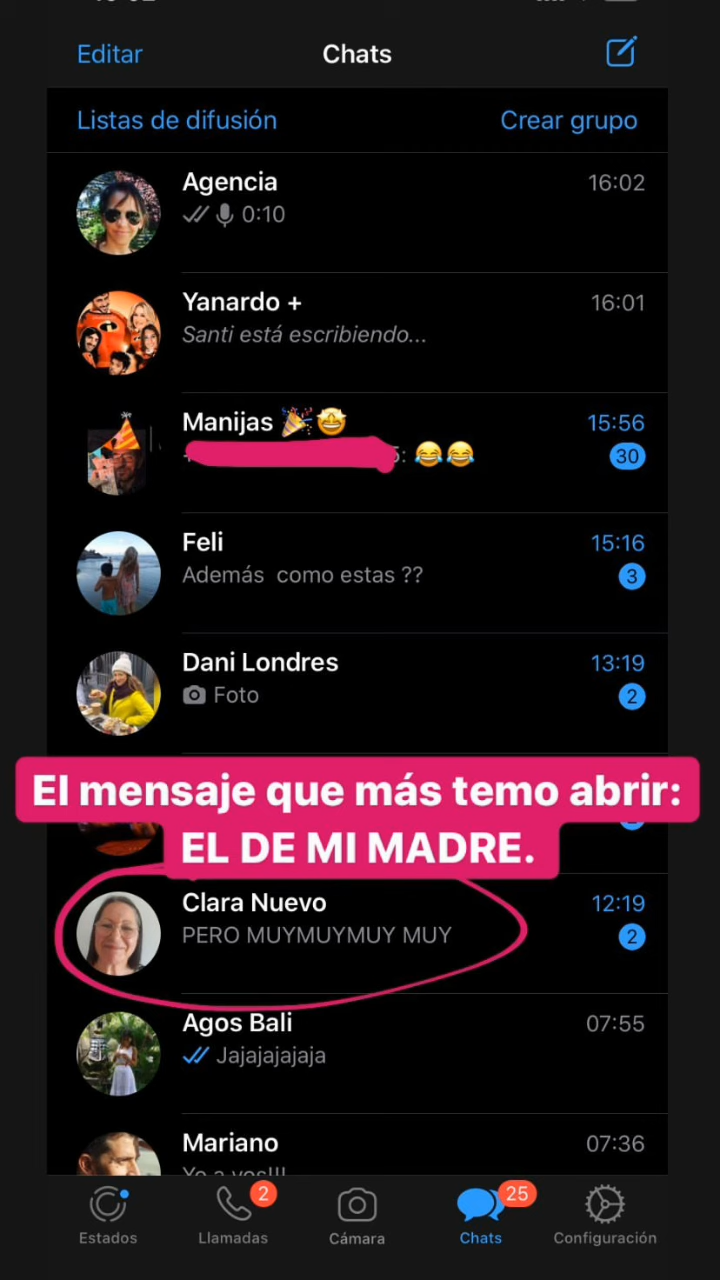 Editar
Chats
Listas de difusión
Crear grupo
Agencia
16:02
0:10
Yanardo +
16:01
Santi está escribiendo...
Manijas 🎉🤩
15:56
: 😂😂
30
Feli
15:16
Además  como estas ??
3
Dani Londres
13:19
Foto
2
El mensaje que más temo abrir:
EL DE MI MADRE.
Clara Nuevo
12:19
PERO MUYMUYMUY MUY
2
Agos Bali
07:55
Jajajajajaja
Mariano
07:36
2
25
Estados
Llamadas
Cámara
Chats
Configuración